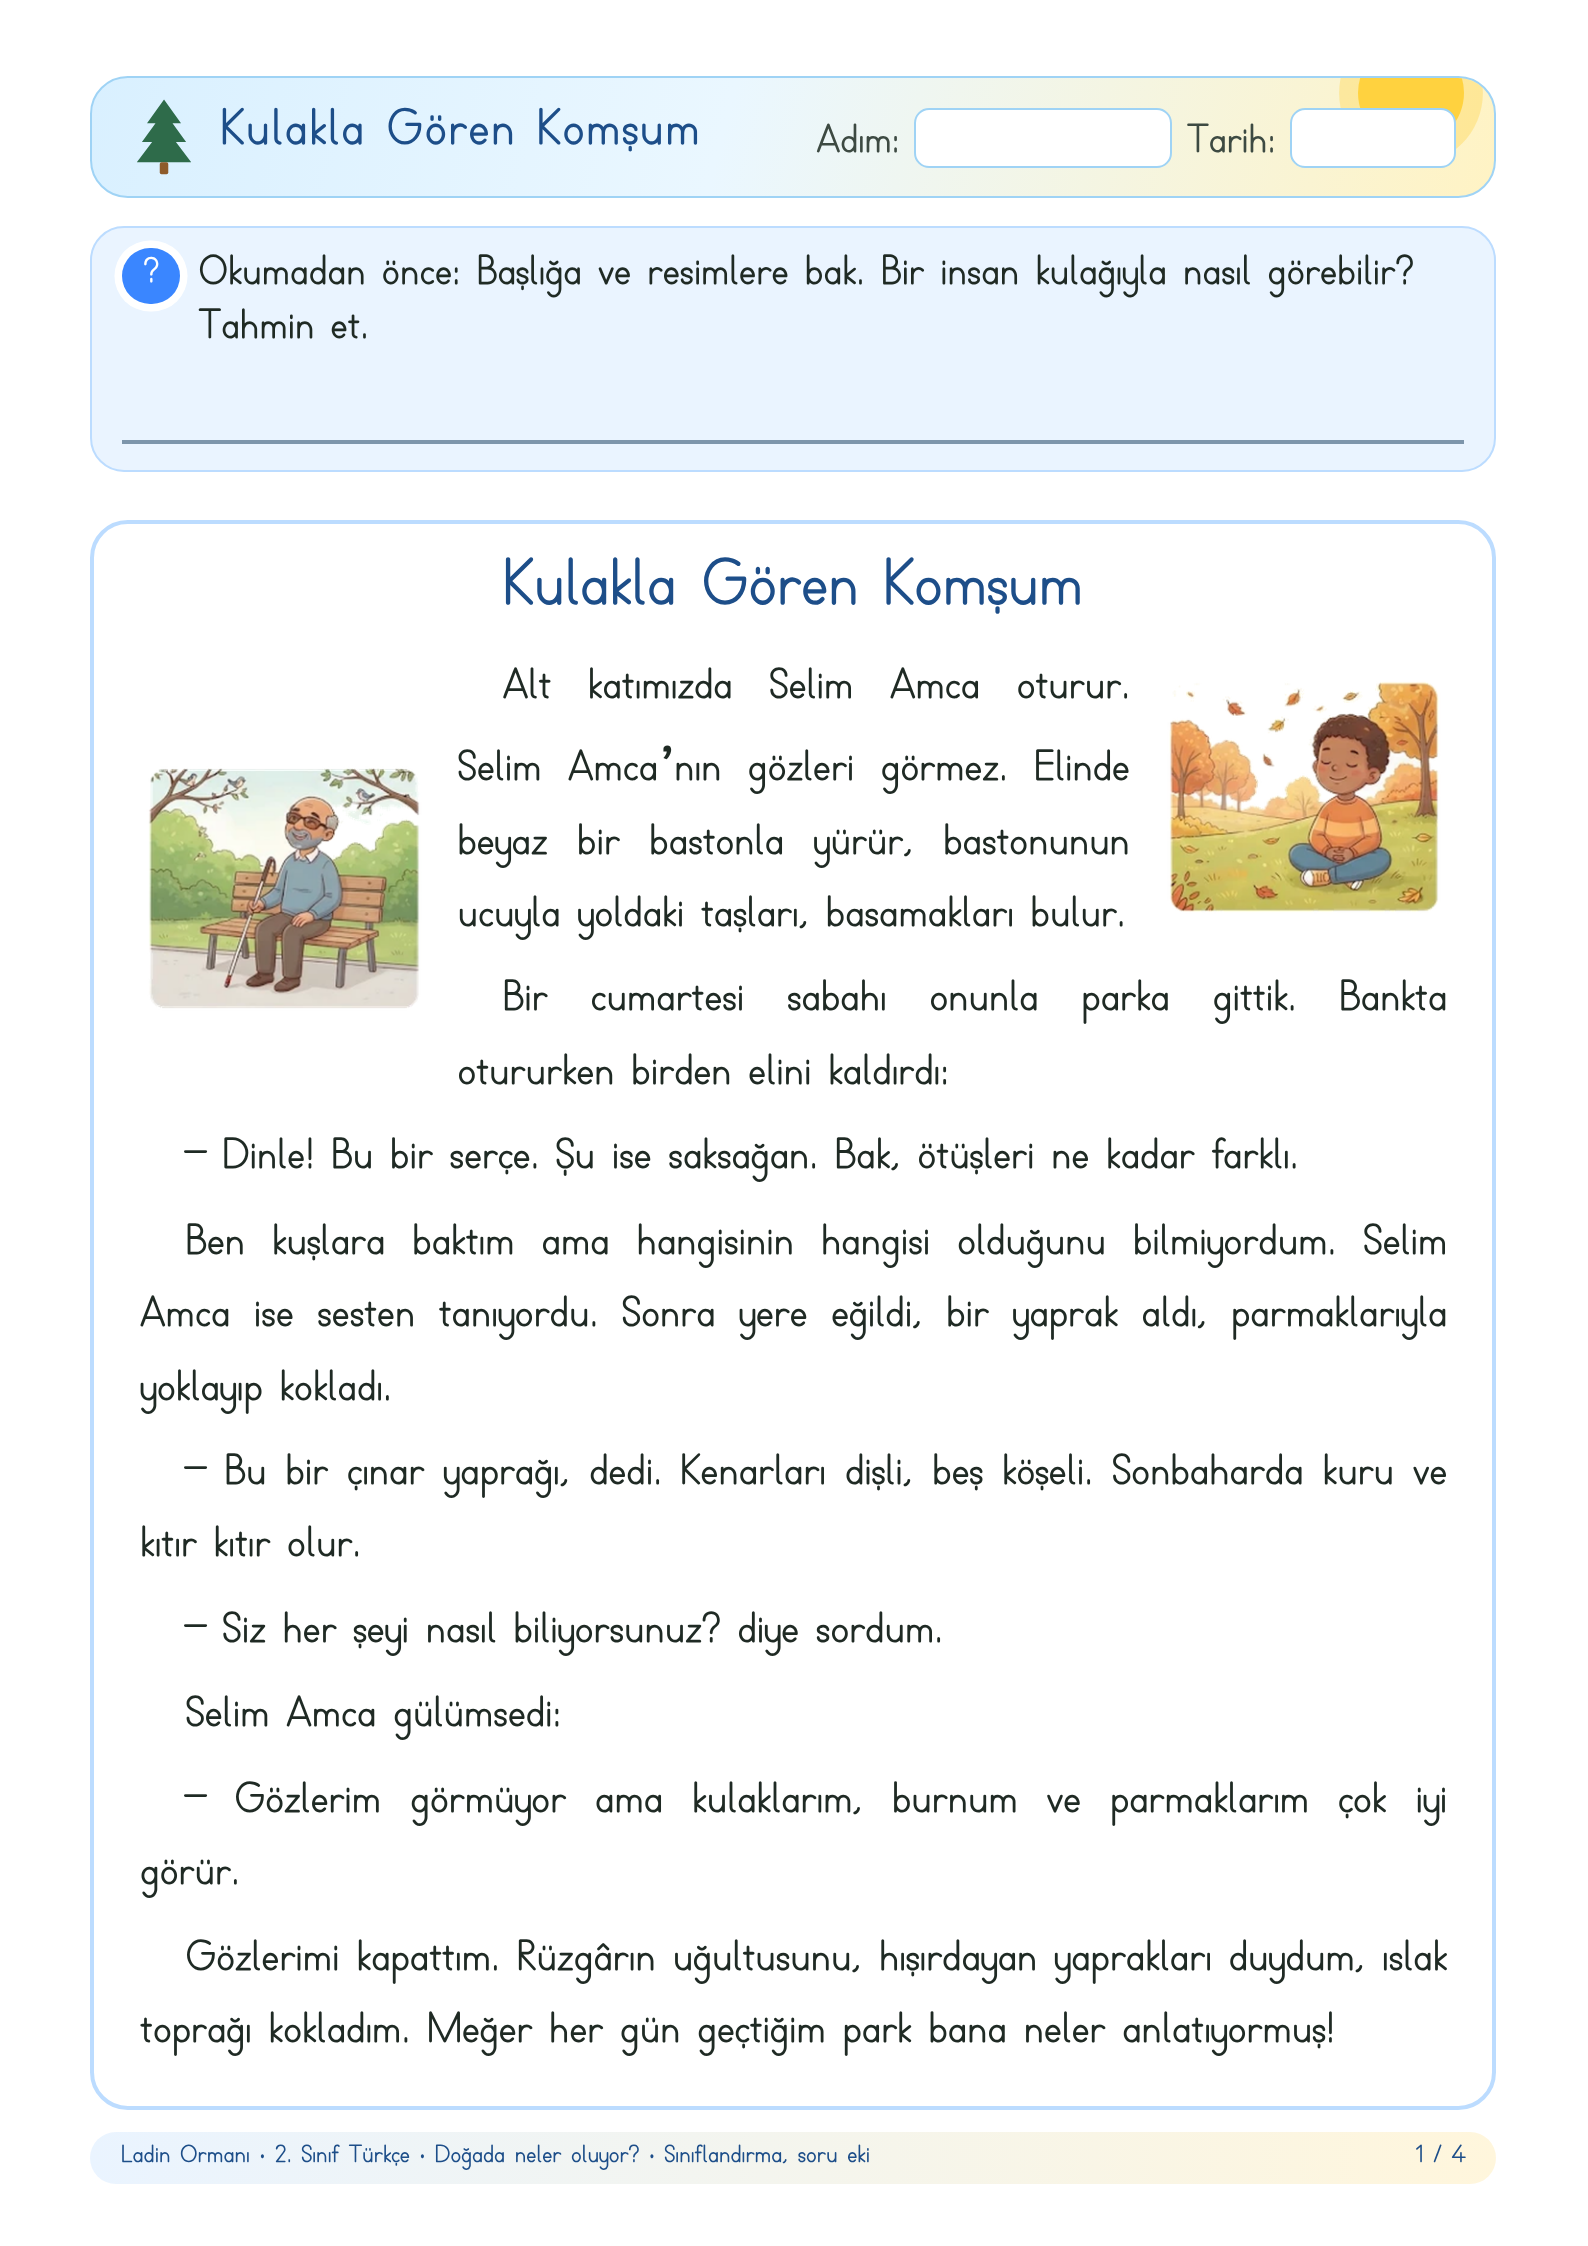 Kulakla Gören Komşum
Adım:
Tarih:
?
Okumadan önce: Başlığa ve resimlere bak. Bir insan kulağıyla nasıl görebilir?
Tahmin et.
Kulakla Gören Komşum
Alt katımızda Selim Amca oturur.
Selim Amca’nın gözleri görmez. Elinde
beyaz bir bastonla yürür, bastonunun
ucuyla yoldaki taşları, basamakları bulur.
Bir cumartesi sabahı onunla parka gittik. Bankta
otururken birden elini kaldırdı:
– Dinle! Bu bir serçe. Şu ise saksağan. Bak, ötüşleri ne kadar farklı.
Ben kuşlara baktım ama hangisinin hangisi olduğunu bilmiyordum. Selim
Amca ise sesten tanıyordu. Sonra yere eğildi, bir yaprak aldı, parmaklarıyla
yoklayıp kokladı.
– Bu bir çınar yaprağı, dedi. Kenarları dişli, beş köşeli. Sonbaharda kuru ve
kıtır kıtır olur.
– Siz her şeyi nasıl biliyorsunuz? diye sordum.
Selim Amca gülümsedi:
– Gözlerim görmüyor ama kulaklarım, burnum ve parmaklarım çok iyi
görür.
Gözlerimi kapattım. Rüzgârın uğultusunu, hışırdayan yaprakları duydum, ıslak
toprağı kokladım. Meğer her gün geçtiğim park bana neler anlatıyormuş!
Ladin Ormanı • 2. Sınıf Türkçe • Doğada neler oluyor? • Sınıflandırma, soru eki
1 / 4